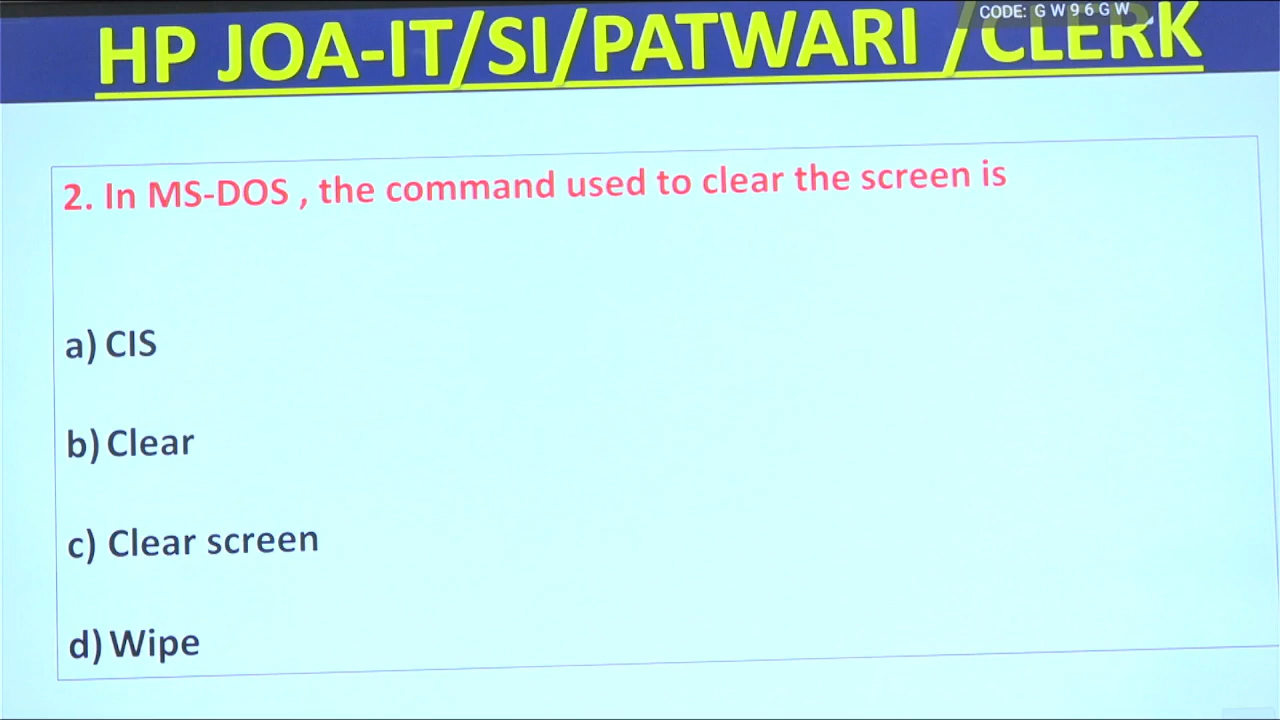 CODE: G W 9 6 G W
HP JOA-IT/SI/PATWARI /CLERK
2. In MS-DOS , the command used to clear the screen is
a) CIS
b) Clear
c) Clear screen
d) Wipe